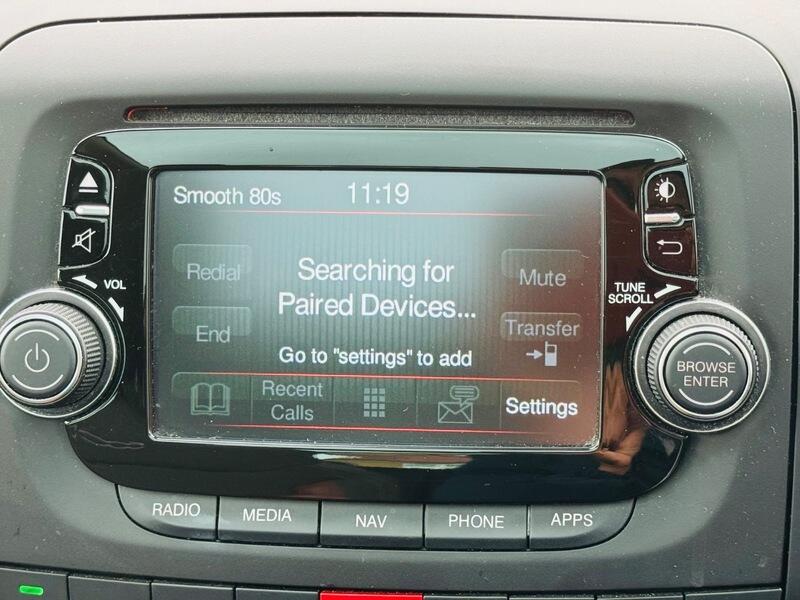 Smooth 80s 11:19
VOL
TUNE
SCROLL
Redial
Searching for
Paired Devices...
Mute
End
Transfer
Go to "settings" to add
BROWSE
ENTER
Recent
Calls
Settings
RADIO MEDIA NAV PHONE APPS